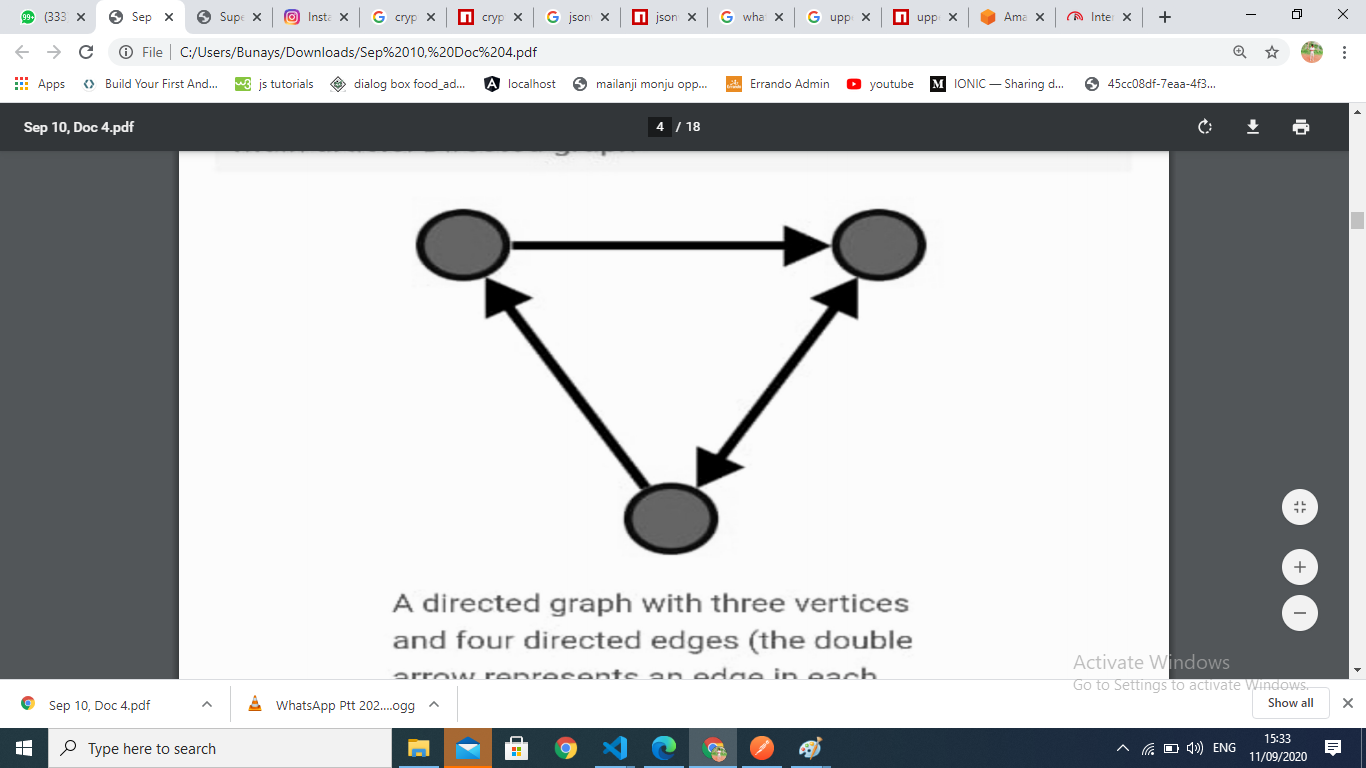 (333
Sep
Supe
Insta
cryp
cryp
json
json
wha
upp
upp
Ama
Inte
File
C:/Users/Bunays/Downloads/Sep%2010,%20Doc%204.pdf
Apps
Build Your First And...
js tutorials
dialog box food_ad...
localhost
mailanji monju opp...
Errando Admin
youtube
IONIC — Sharing d...
45cc08df-7eaa-4f3...
Sep 10, Doc 4.pdf
4 / 18
A directed graph with three vertices
and four directed edges (the double
arrow represents an edge in each
Activate Windows
Go to Settings to activate Windows.
Sep 10, Doc 4.pdf
WhatsApp Ptt 202....ogg
Show all
Type here to search
ENG
15:33
11/09/2020